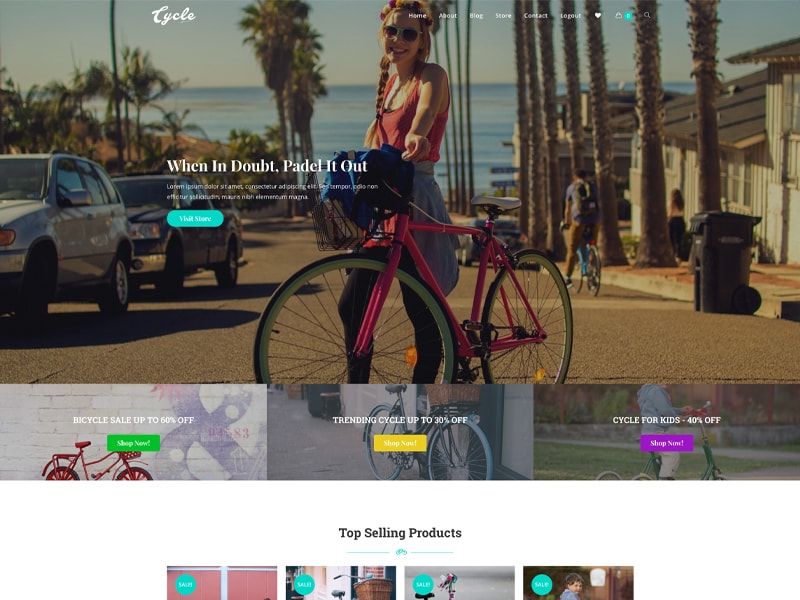 Cycle
Home About Blog Store Contact Logout 0
When In Doubt, Padel It Out
Lorem ipsum dolor sit amet, consectetur adipiscing elit. Sed tempor, odio non
efficitur sollicitudin, mauris nibh elementum magna.
Visit Store
BICYCLE SALE UP TO 60% OFF
Shop Now!
TRENDING CYCLE UP TO 30% OFF
Shop Now!
CYCLE FOR KIDS - 40% OFF
Shop Now!
Top Selling Products
SALE! SALE! SALE! SALE!